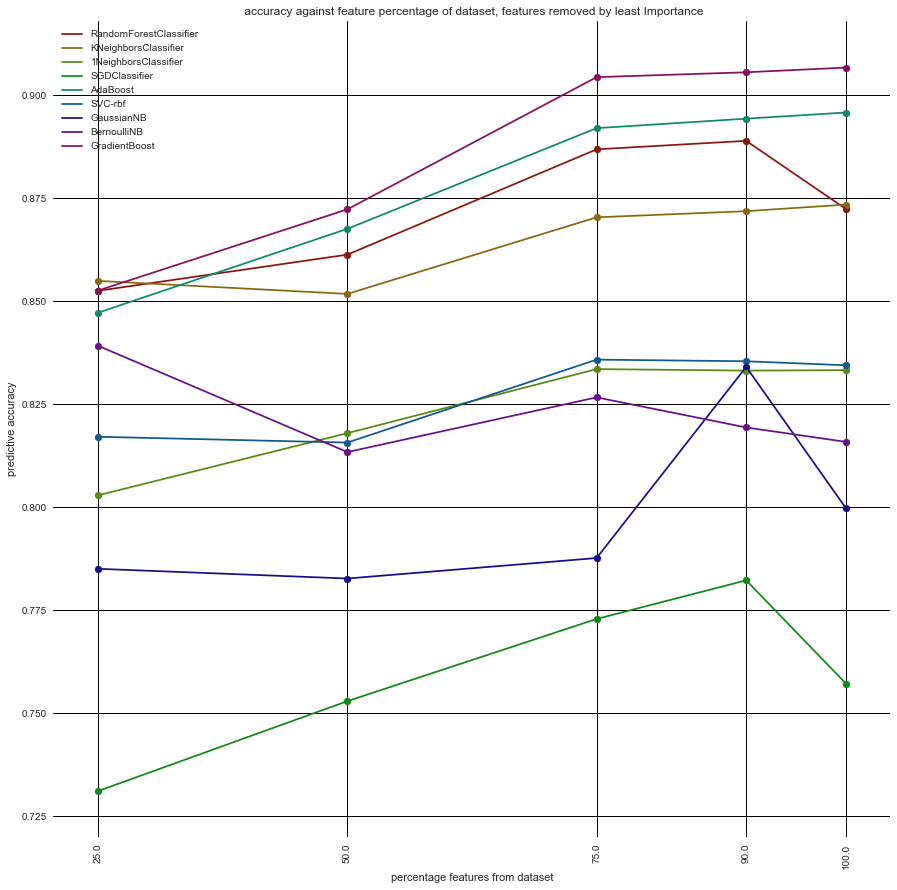 accuracy against feature percentage of dataset, features removed by least Importance
RandomForestClassifier
KNeighborsClassifier
1NeighborsClassifier
SGDClassifier
AdaBoost
SVC-rbf
GaussianNB
BernoulliNB
GradientBoost
0.900
0.875
0.850
0.825
0.800
0.775
0.750
0.725
predictive accuracy
25.0
50.0
75.0
90.0
100.0
percentage features from dataset